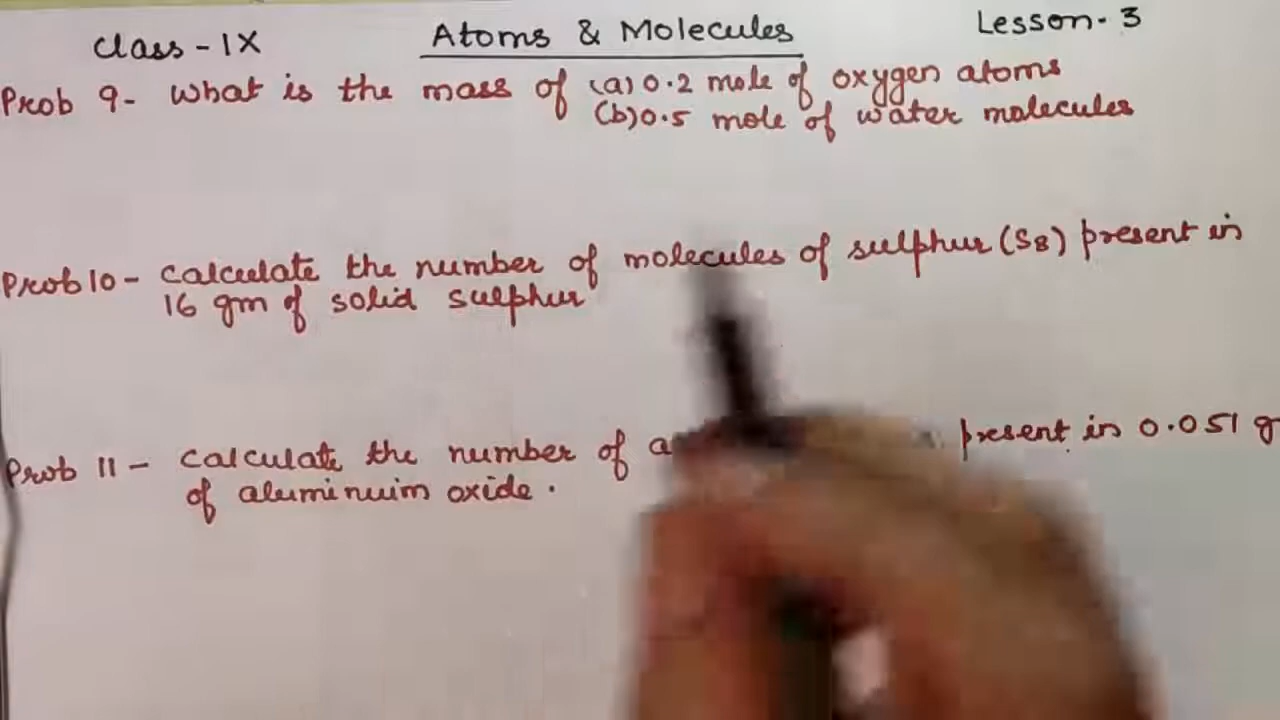 Class - IX Atoms & Molecules Lesson - 3
Prob 9 - What is the mass of (a) 0.2 mole of oxygen atoms
(b) 0.5 mole of water molecules
Prob 10 - Calculate the number of molecules of sulphur (S8) present in
16 gm of solid sulphur
Prob 11 - Calculate the number of present in 0.051 g
of aluminium oxide.